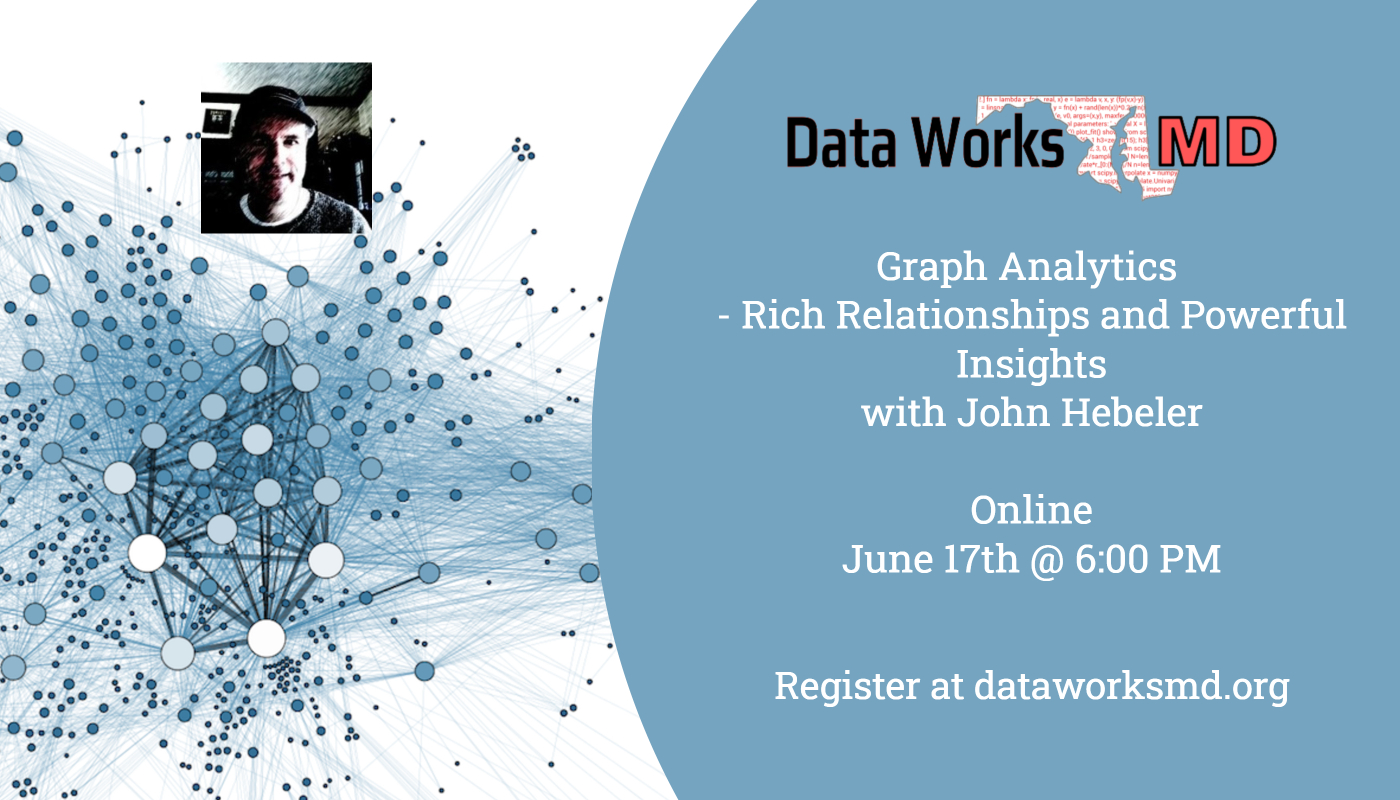 Data Works MD
Graph Analytics
- Rich Relationships and Powerful
Insights
with John Hebeler
Online
June 17th @ 6:00 PM
Register at dataworksmd.org